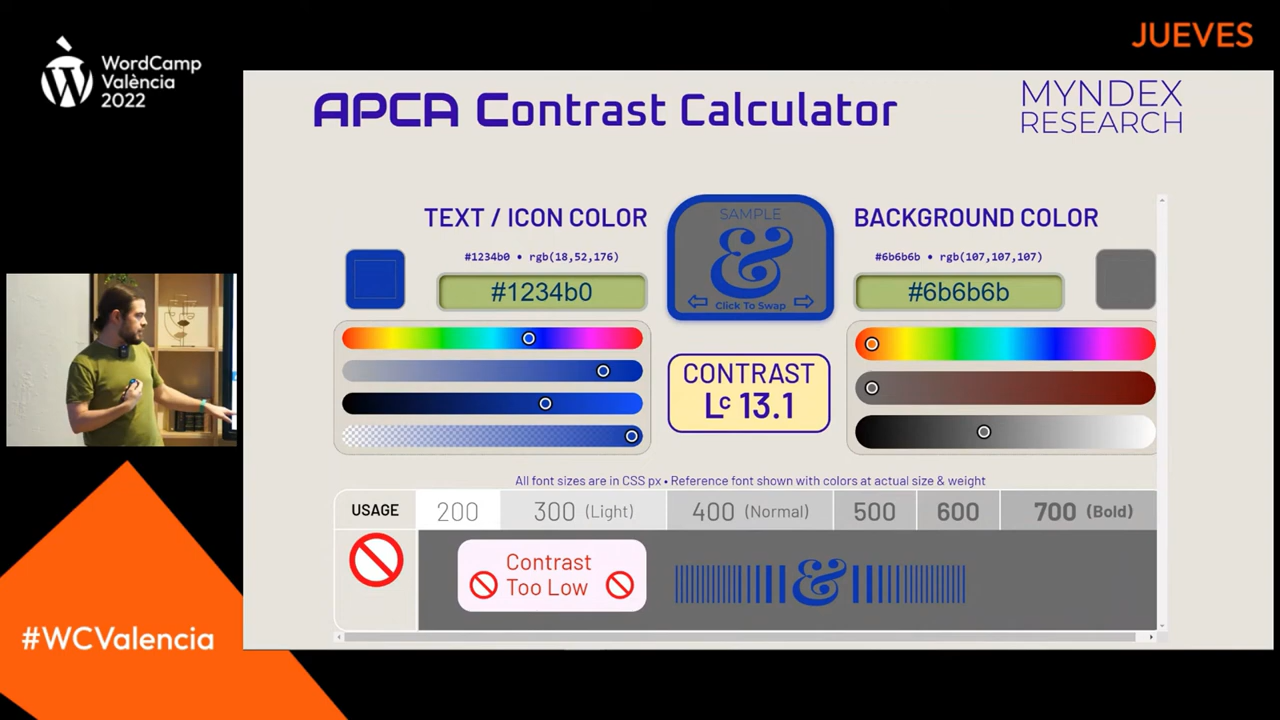 JUEVES
WordCamp
València
2022
APCA Contrast Calculator
MYNDEX
RESEARCH
TEXT / ICON COLOR
#1234b0 • rgb(18,52,176)
#1234b0
SAMPLE
&
Click To Swap
BACKGROUND COLOR
#6b6b6b • rgb(107,107,107)
#6b6b6b
CONTRAST
Lc 13.1
All font sizes are in CSS px • Reference font shown with colors at actual size & weight
USAGE
200
300 (Light)
400 (Normal)
500
600
700 (Bold)
Contrast
Too Low
&
#WCValencia